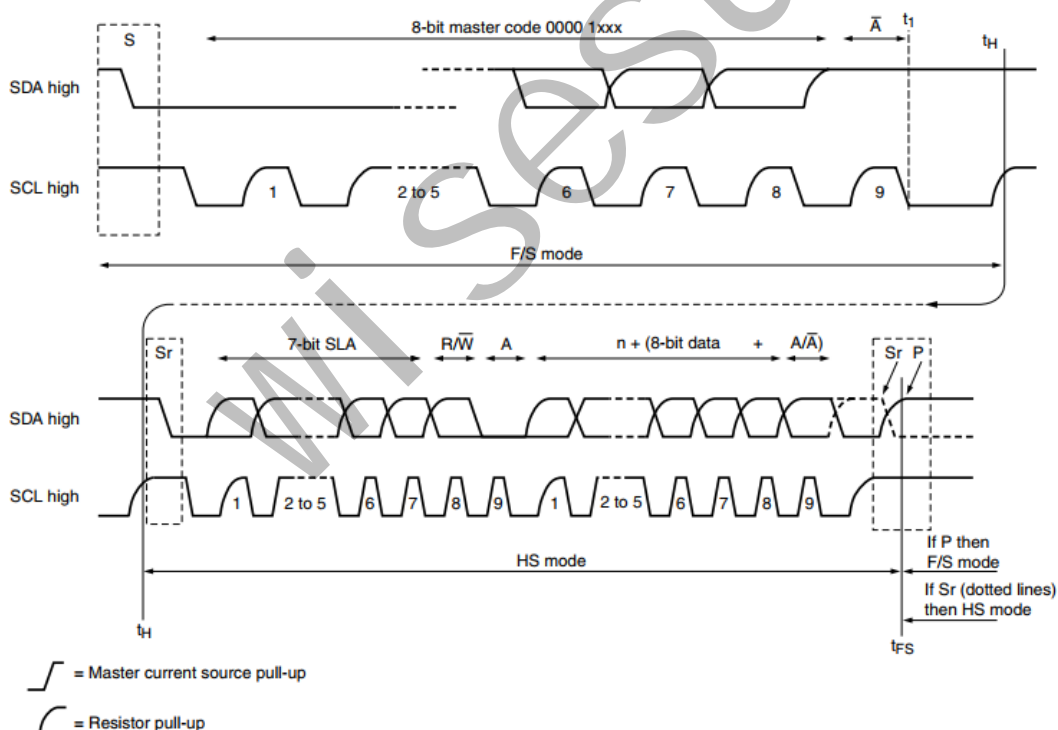 S
8-bit master code 0000 1xxx
A̅
t1
tH
SDA high
SCL high
1
2 to 5
6
7
8
9
F/S mode
Sr
7-bit SLA
R/W̅
A
n + (8-bit data
+
A/A̅)
Sr P
SDA high
SCL high
1
2 to 5
6
7
8
9
1
2 to 5
6
7
8
9
HS mode
If P then
F/S mode
If Sr (dotted lines)
then HS mode
tH
tFS
= Master current source pull-up
= Resistor pull-up